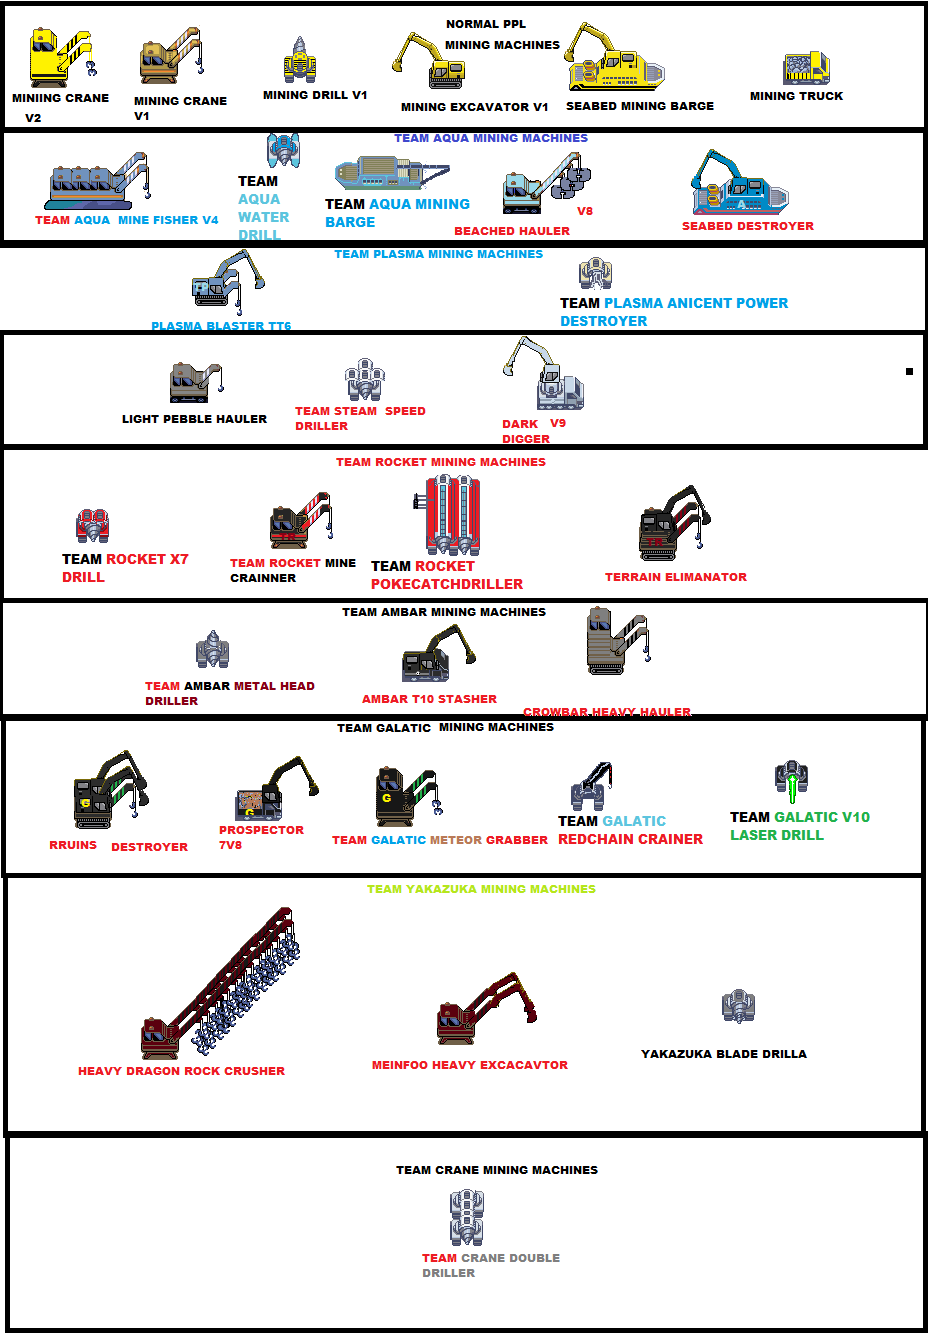 NORMAL PPL
MINING MACHINES
MINIING CRANE
V2
MINING CRANE
V1
MINING DRILL V1
MINING EXCAVATOR V1
SEABED MINING BARGE
MINING TRUCK
TEAM AQUA MINING MACHINES
TEAM AQUA MINE FISHER V4
TEAM
AQUA
WATER
DRILL
TEAM AQUA MINING
BARGE
V8
BEACHED HAULER
A
SEABED DESTROYER
TEAM PLASMA MINING MACHINES
PLASMA BLASTER TT6
TEAM PLASMA ANICENT POWER
DESTROYER
LIGHT PEBBLE HAULER
TEAM STEAM SPEED
DRILLER
DARK V9
DIGGER
TEAM ROCKET MINING MACHINES
TEAM ROCKET X7
DRILL
TEAM ROCKET MINE
CRAINNER
TEAM ROCKET
POKECATCHDRILLER
TERRAIN ELIMANATOR
TEAM AMBAR MINING MACHINES
TEAM AMBAR METAL HEAD
DRILLER
AMBAR T10 STASHER
CROWBAR HEAVY HAULER
TEAM GALATIC MINING MACHINES
G
RRUINS DESTROYER
G
PROSPECTOR
7V8
G
TEAM GALATIC METEOR GRABBER
TEAM GALATIC
REDCHAIN CRAINER
TEAM GALATIC V10
LASER DRILL
TEAM YAKAZUKA MINING MACHINES
HEAVY DRAGON ROCK CRUSHER
MEINFOO HEAVY EXCACAVTOR
YAKAZUKA BLADE DRILLA
TEAM CRANE MINING MACHINES
TEAM CRANE DOUBLE
DRILLER